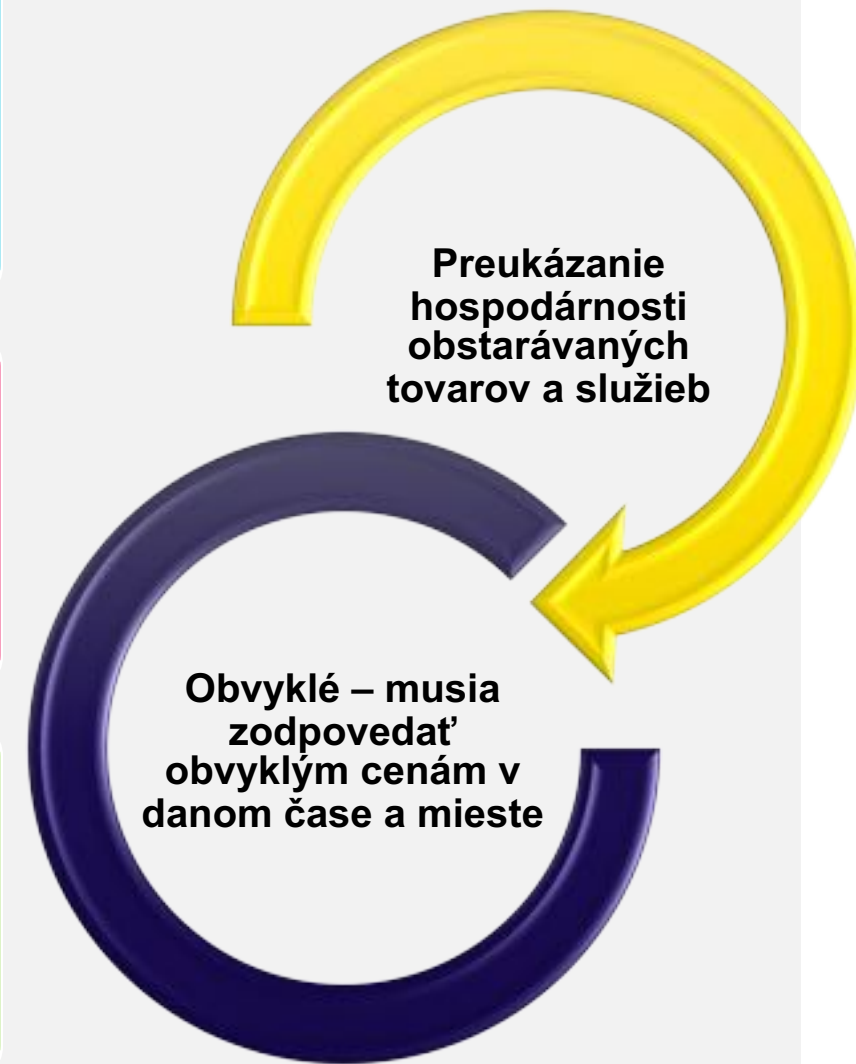 Preukázanie
hospodárnosti
obstarávaných
tovarov a služieb
Obvyklé – musia
zodpovedať
obvyklým cenám v
danom čase a mieste